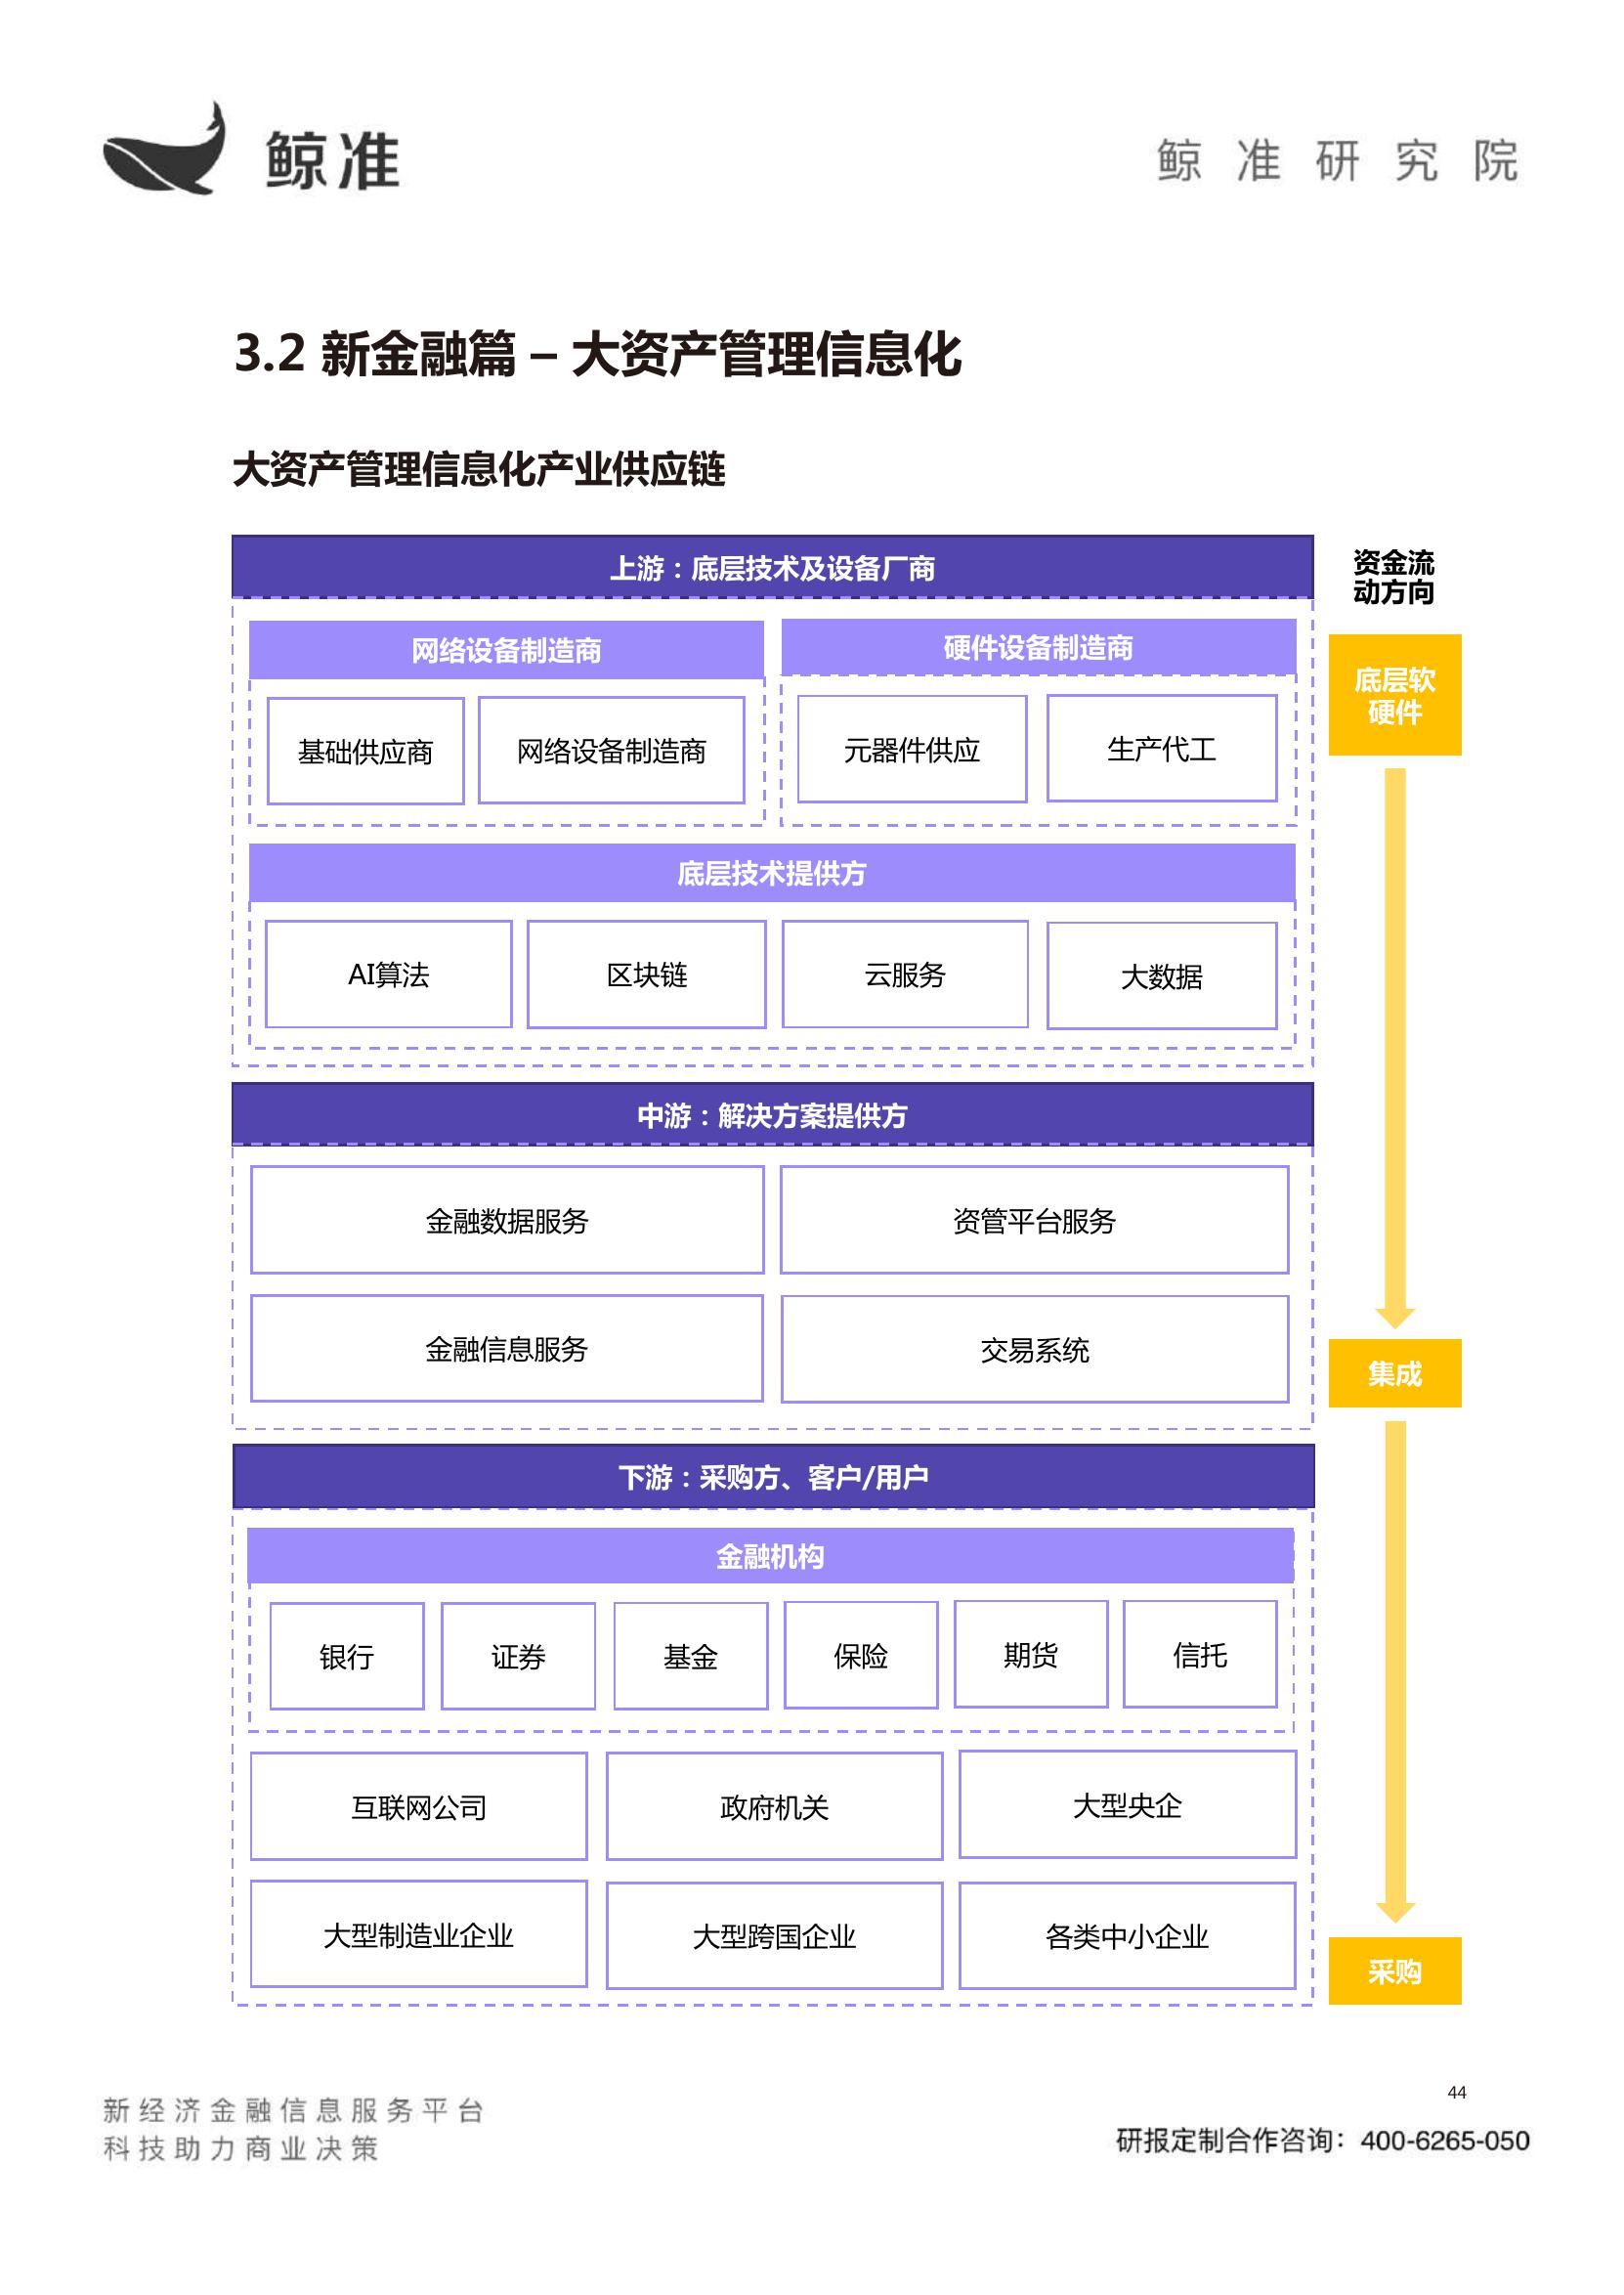 鲸准
鲸准研究院
3.2 新金融篇 – 大资产管理信息化
大资产管理信息化产业供应链
上游：底层技术及设备厂商
资金流
动方向
网络设备制造商
硬件设备制造商
底层软
硬件
基础供应商
网络设备制造商
元器件供应
生产代工
底层技术提供方
AI算法
区块链
云服务
大数据
中游：解决方案提供方
金融数据服务
资管平台服务
金融信息服务
交易系统
集成
下游：采购方、客户/用户
金融机构
银行
证券
基金
保险
期货
信托
互联网公司
政府机关
大型央企
大型制造业企业
大型跨国企业
各类中小企业
采购
44
新经济金融信息服务平台
科技助力商业决策
研报定制合作咨询：400-6265-050